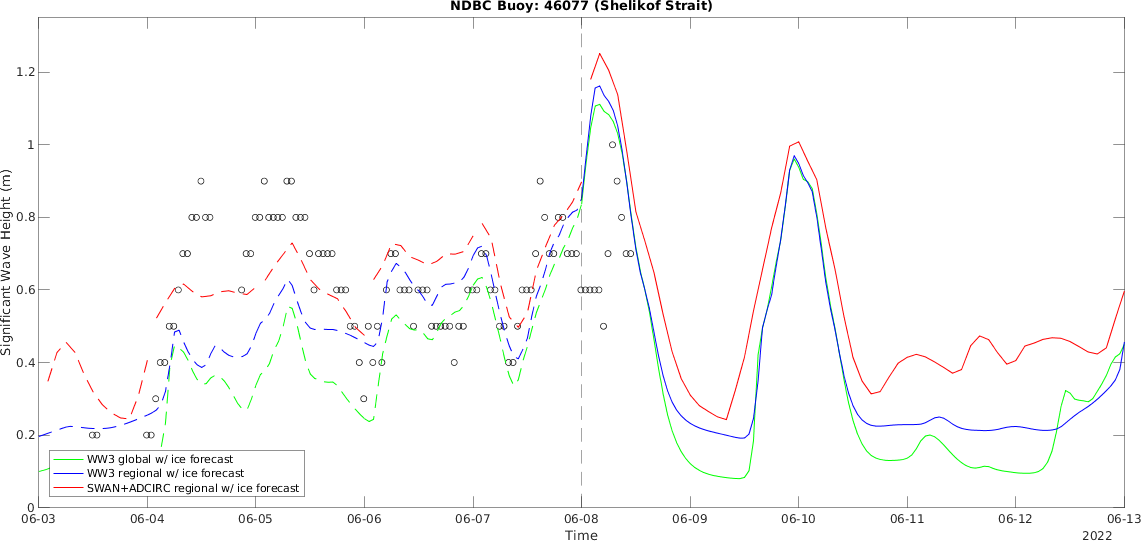 NDBC Buoy: 46077 (Shelikof Strait)
Significant Wave Height (m)
1.2
1
0.8
0.6
0.4
0.2
0
WW3 global w/ ice forecast
WW3 regional w/ ice forecast
SWAN+ADCIRC regional w/ ice forecast
06-03 06-04 06-05 06-06 06-07 06-08 06-09 06-10 06-11 06-12 06-13
Time
2022